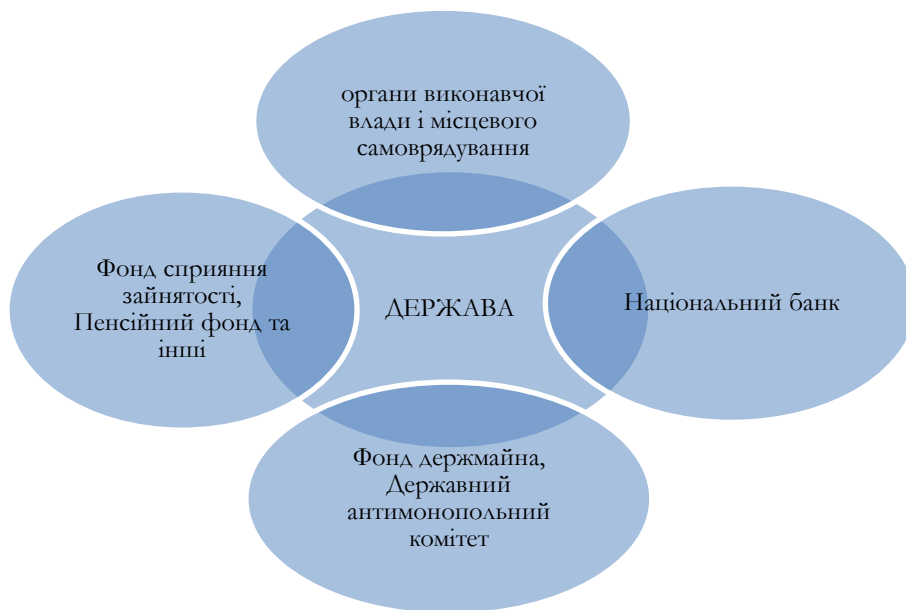 органи виконавчої
влади і місцевого
самоврядування
Фонд сприяння
зайнятості,
Пенсійний фонд та
інші
ДЕРЖАВА
Національний банк
Фонд держмайна,
Державний
антимонопольний
комітет